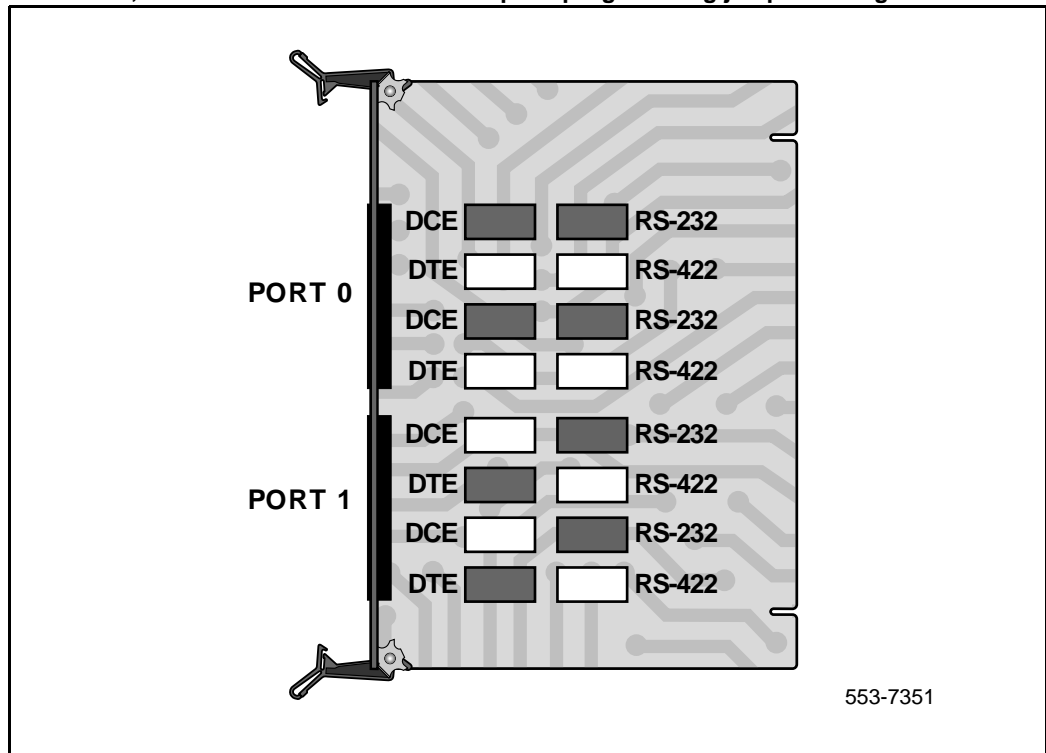 DCE RS-232
DTE RS-422
PORT 0
DCE RS-232
DTE RS-422
DCE RS-232
DTE RS-422
PORT 1
DCE RS-232
DTE RS-422
553-7351